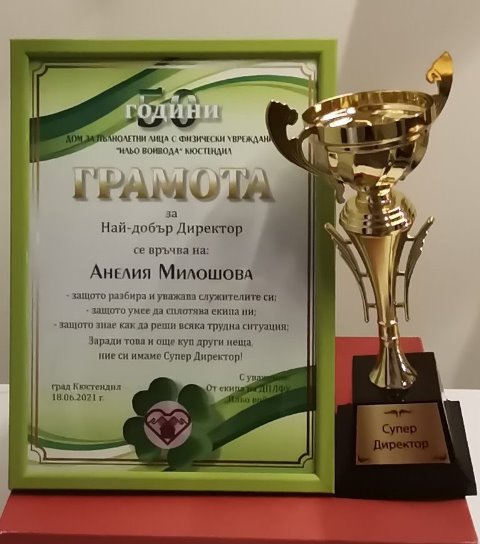 50
ГОДИНИ
ДОМ ЗА ПЪЛНОЛЕТНИ ЛИЦА С ФИЗИЧЕСКИ УВРЕЖДАНИ
"ИЛЬО ВОЙВОДА" КЮСТЕНДИЛ
ГРАМОТА
за
Най-добър Директор
се връчва на:
Анелия Милошова
- защото разбира и уважава служителите си;
- защото умее да сплотява екипа ни;
- защото знае как да реши всяка трудна ситуация;
Заради това и още куп други неща,
ние си имаме Супер Директор!
С уважение
От екипа на ДПЛФУ
град Кюстендил
18.06.2021 г.
Супер
Директор